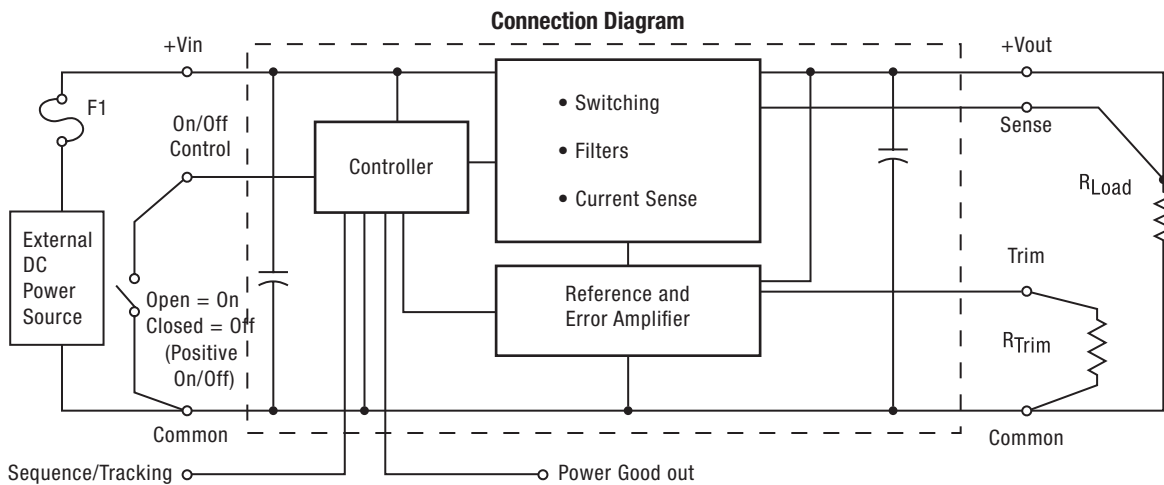 Connection Diagram
+Vin
+Vout
F1
On/Off
Control
Controller
• Switching
• Filters
• Current Sense
Sense
RLoad
External
DC
Power
Source
Open = On
Closed = Off
(Positive
On/Off)
Reference and
Error Amplifier
Trim
RTrim
Common
Common
Sequence/Tracking
Power Good out